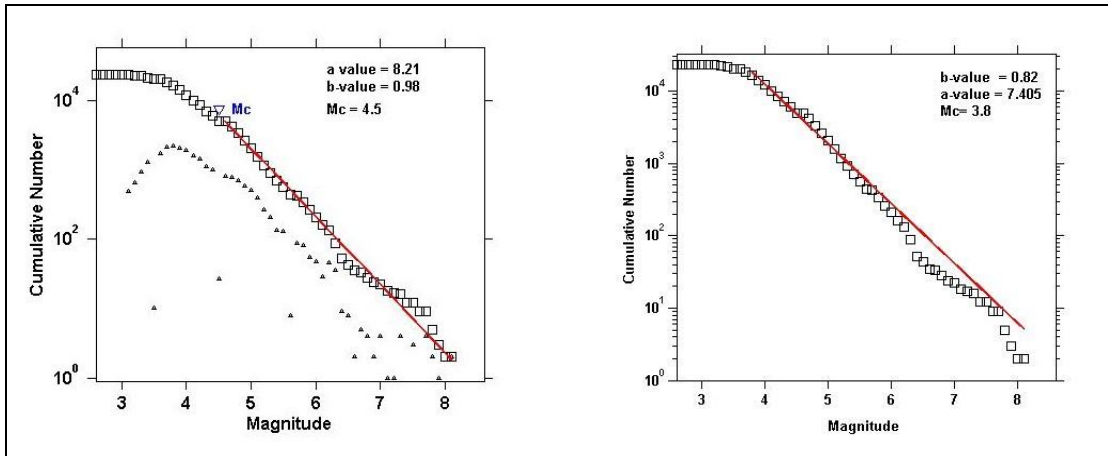 a value = 8.21
b-value = 0.98
Mc = 4.5
Mc
10^4
10^2
10^0
Cumulative Number
3 4 5 6 7 8
Magnitude
b-value = 0.82
a-value = 7.405
Mc= 3.8
10^4
10^3
10^2
10^1
10^0
Cumulative Number
3 4 5 6 7 8
Magnitude